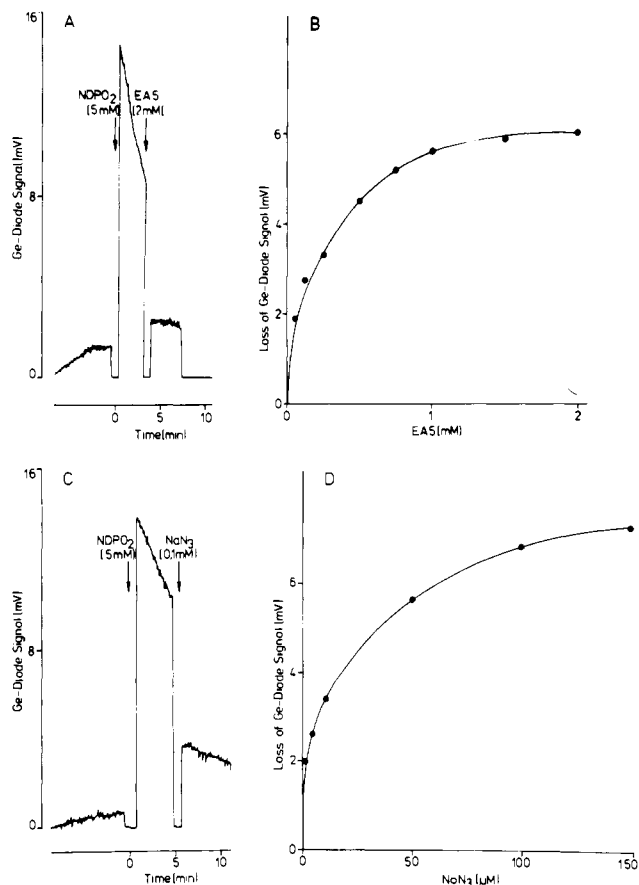 A
16
8
0
Ge-Diode Signal [mV]
NDPO2
[5mM]
EA5
[2mM[
0 5 10
Time[min]
B
6
4
2
0
Loss of Ge-Diode Signal [mV]
0 1 2
EA5[mM]
C
16
8
0
Ge-Diode Signal [mV]
NDPO2
[5mM]
NaN3
[0,1mM]
0 5 10
Time[min]
D
6
4
2
0
Loss of Ge-Diode Signal [mV]
0 50 100 150
NaN3 [µM]